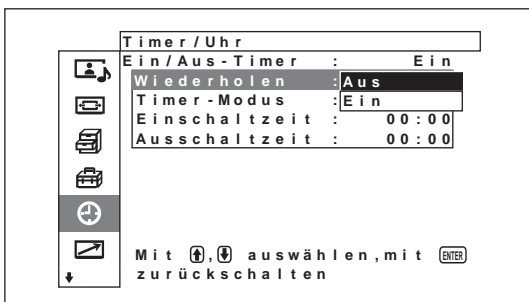 Timer/Uhr
Ein/Aus-Timer : Ein
Wiederholen : Aus
Timer-Modus : Ein
Einschaltzeit : 00:00
Ausschaltzeit : 00:00
Mit ↑,↓ auswählen,mit ENTER
zurückschalten